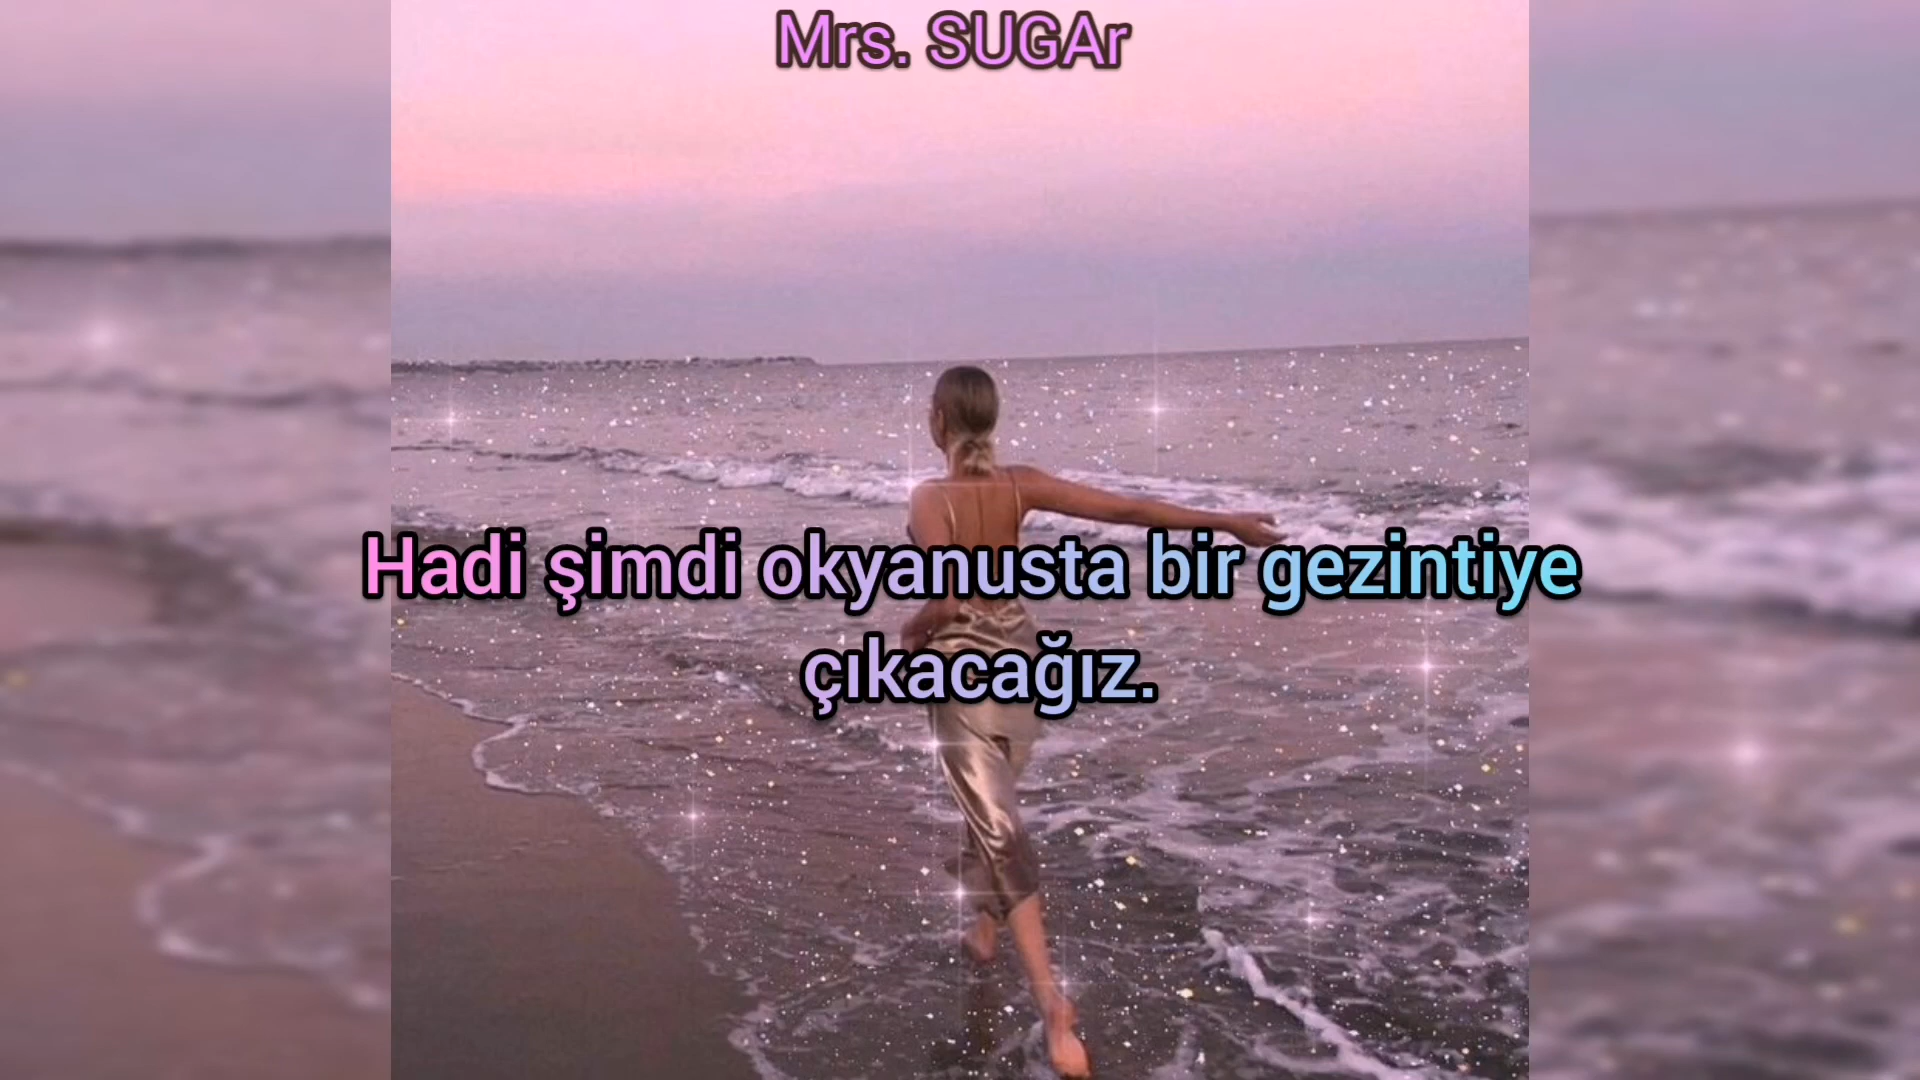 Mrs. SUGAr
Hadi şimdi okyanusta bir gezintiye
çıkacağız.